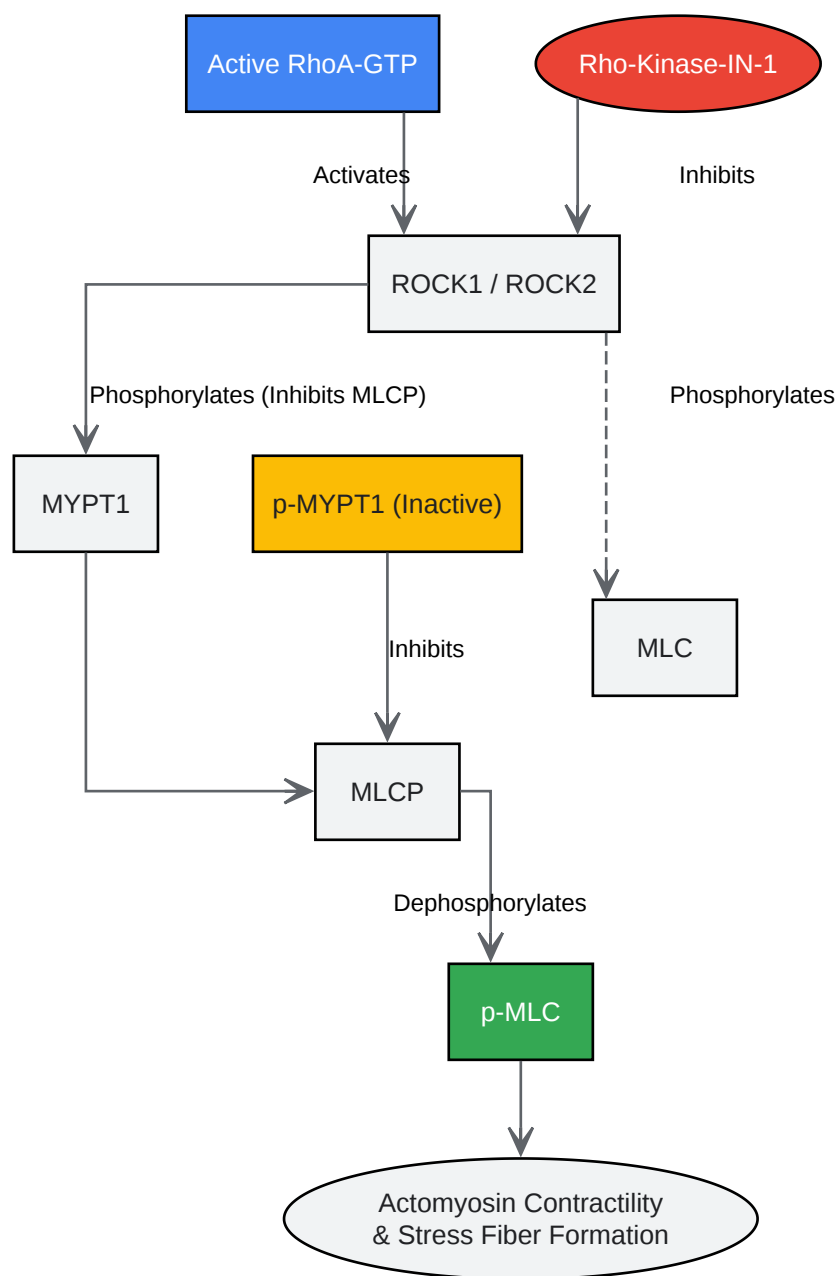 Active RhoA-GTP
Rho-Kinase-IN-1
Activates
Inhibits
ROCK1 / ROCK2
Phosphorylates (Inhibits MLCP)
Phosphorylates
MYPT1
p-MYPT1 (Inactive)
Inhibits
MLC
MLCP
Dephosphorylates
p-MLC
Actomyosin Contractility
& Stress Fiber Formation